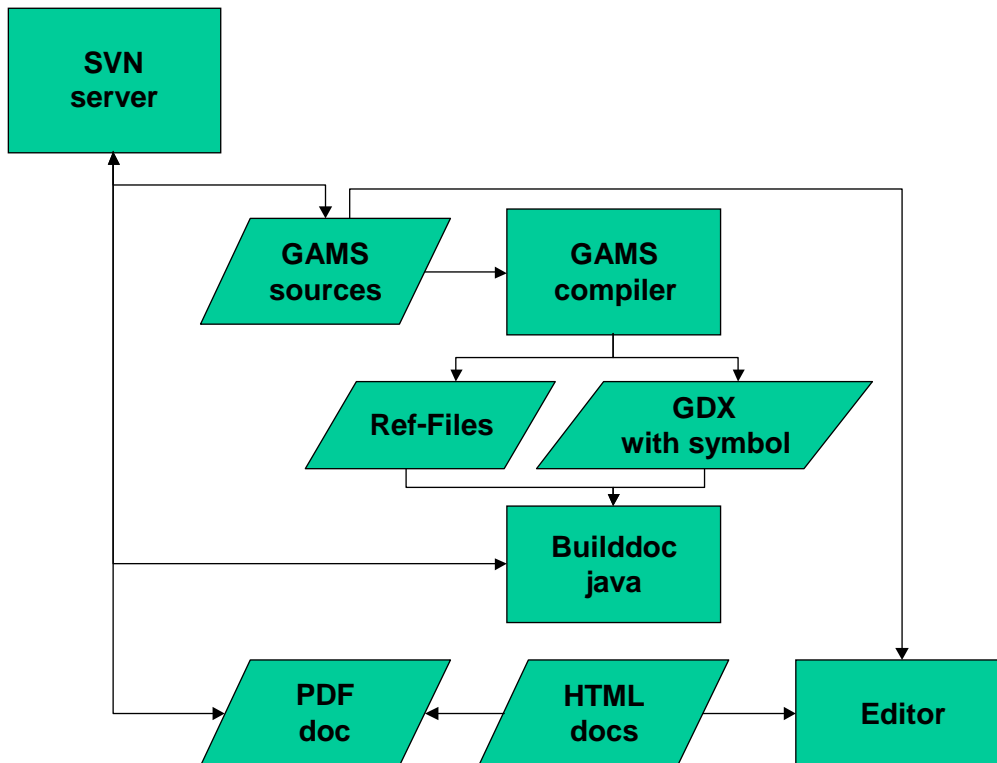 SVN
server
GAMS
sources
GAMS
compiler
Ref-Files
GDX
with symbol
Builddoc
java
PDF
doc
HTML
docs
Editor